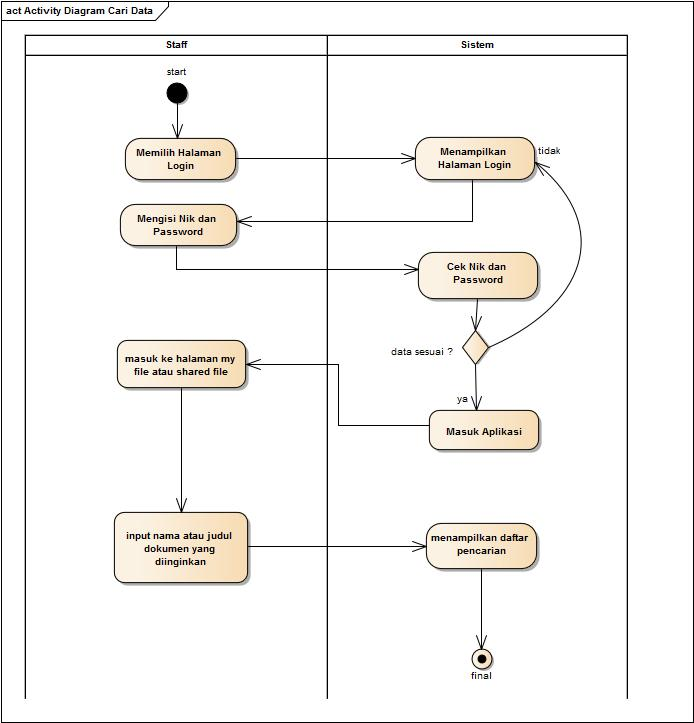 act Activity Diagram Cari Data
Staff
Sistem
start
Memilih Halaman
Login
Menampilkan
Halaman Login
tidak
Mengisi Nik dan
Password
Cek Nik dan
Password
data sesuai ?
masuk ke halaman my
file atau shared file
ya
Masuk Aplikasi
input nama atau judul
dokumen yang
diinginkan
menampilkan daftar
pencarian
final